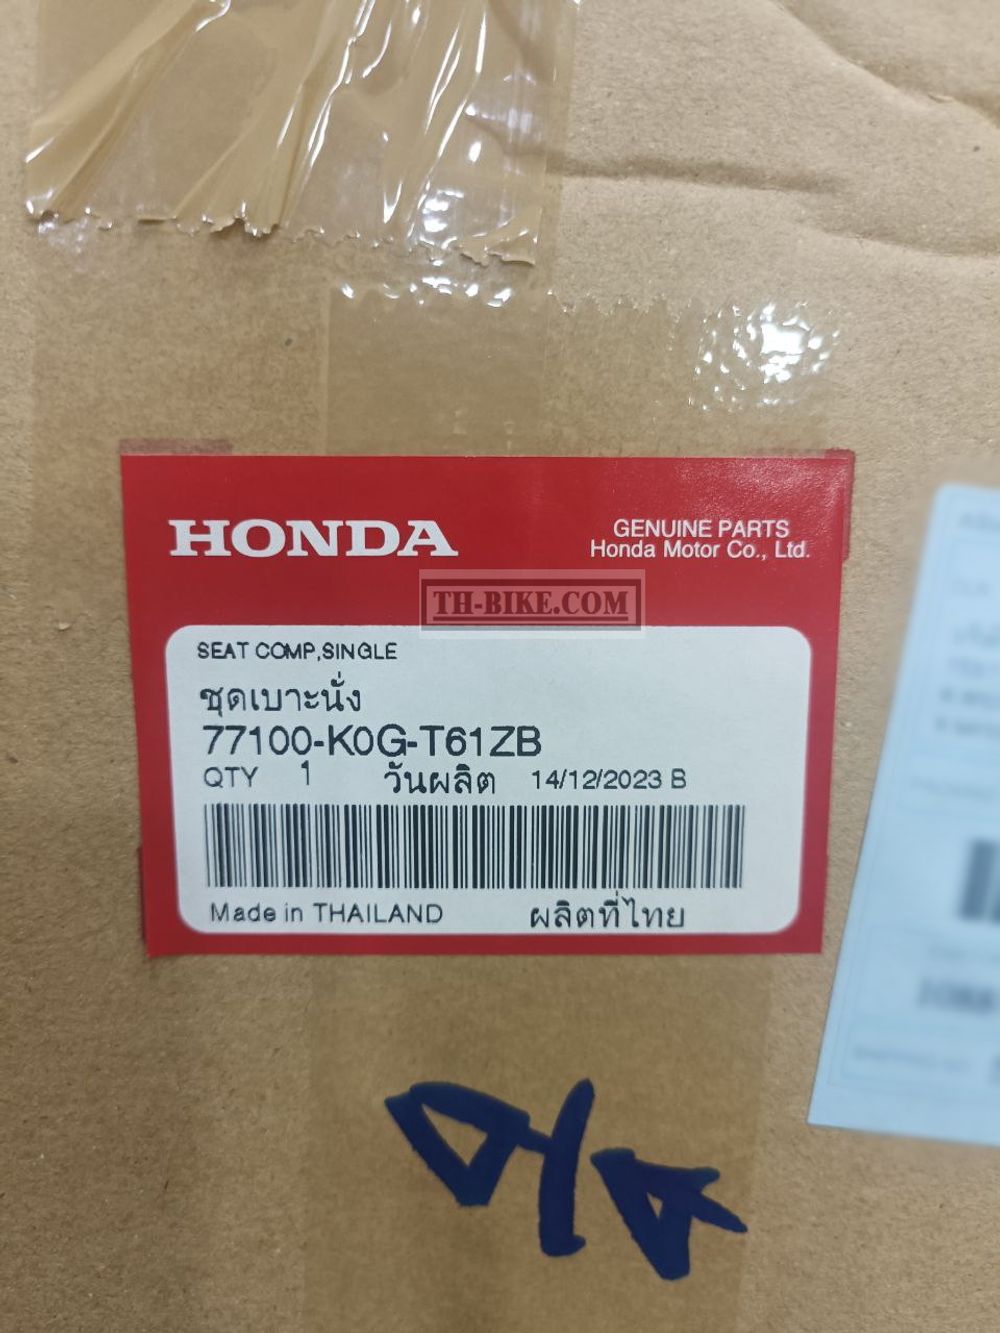 HONDA
GENUINE PARTS
Honda Motor Co., Ltd.
TH-BIKE.COM
SEAT COMP,SINGLE
ชุดเบาะนั่ง
77100-K0G-T61ZB
QTY 1 วันผลิต 14/12/2023 B
Made in THAILAND ผลิตที่ไทย